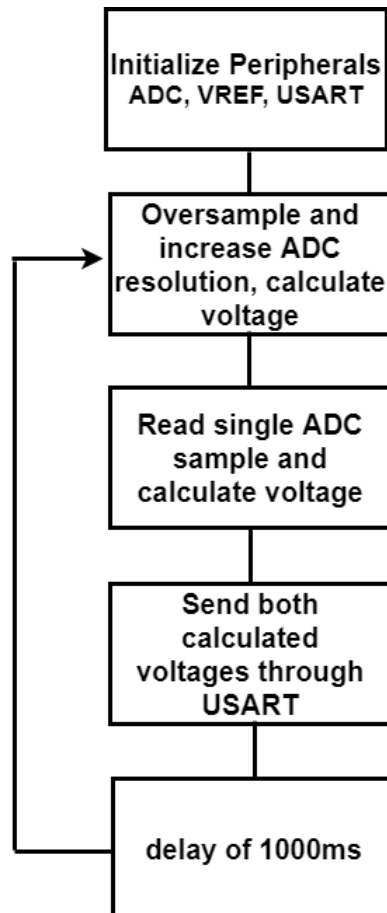 Initialize Peripherals
ADC, VREF, USART
Oversample and
increase ADC
resolution, calculate
voltage
Read single ADC
sample and
calculate voltage
Send both
calculated
voltages through
USART
delay of 1000ms